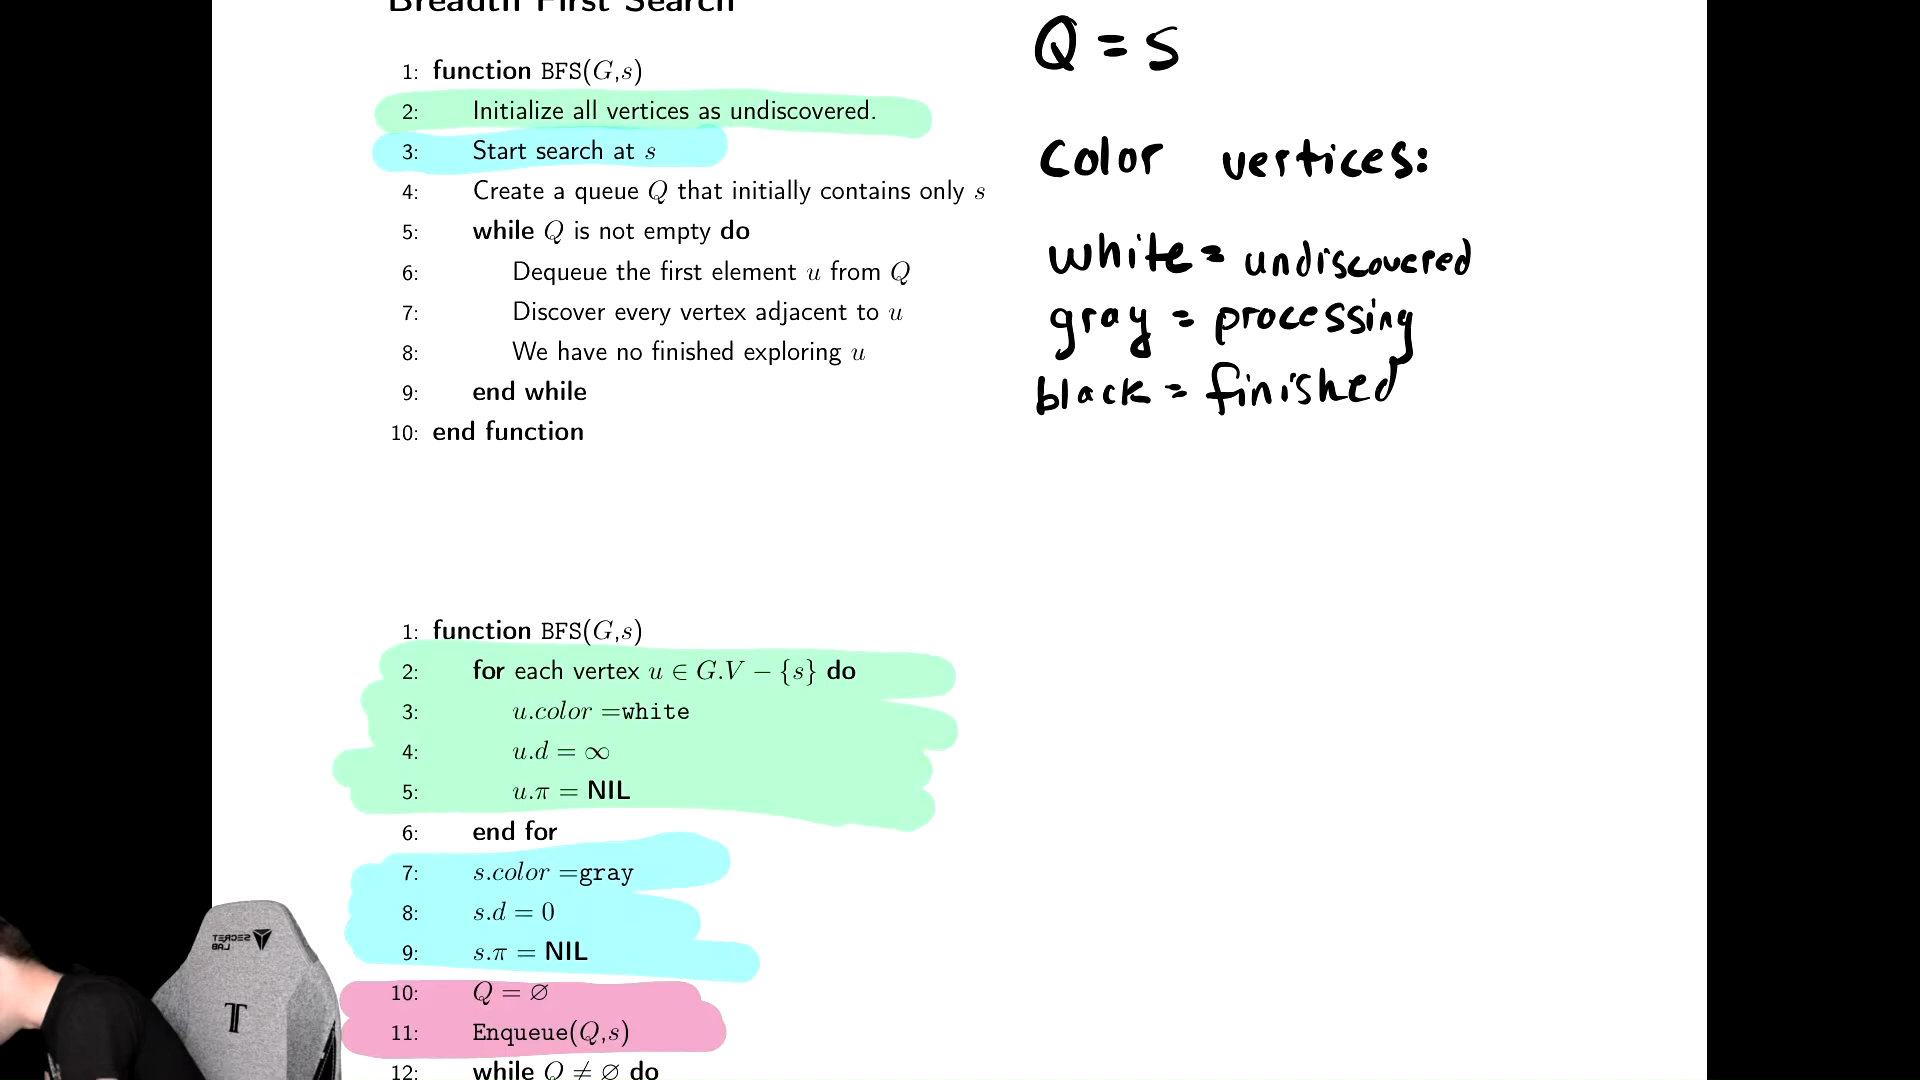 Breadth First Search
1: function BFS(G,s)
2: Initialize all vertices as undiscovered.
3: Start search at s
4: Create a queue Q that initially contains only s
5: while Q is not empty do
6: Dequeue the first element u from Q
7: Discover every vertex adjacent to u
8: We have no finished exploring u
9: end while
10: end function
Q = s
Color vertices:
white = undiscovered
gray = processing
black = finished
1: function BFS(G,s)
2: for each vertex u ∈ G.V − {s} do
3: u.color =white
4: u.d = ∞
5: u.π = NIL
6: end for
7: s.color =gray
8: s.d = 0
9: s.π = NIL
10: Q = ∅
11: Enqueue(Q,s)
12: while Q ≠ ∅ do
SECRET
LAB
T